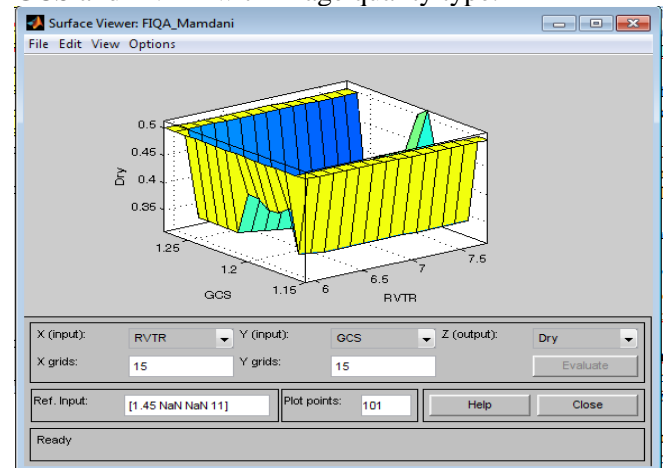 Surface Viewer: FIQA_Mamdani
File Edit View Options
0.5
0.45
0.4
0.35
Dry
1.25
1.2
1.15
GCS
6
6.5
7
7.5
RVTR
X (input): RVTR Y (input): GCS Z (output): Dry
X grids: 15 Y grids: 15 Evaluate
Ref. Input: [1.45 NaN NaN 11] Plot points: 101 Help Close
Ready